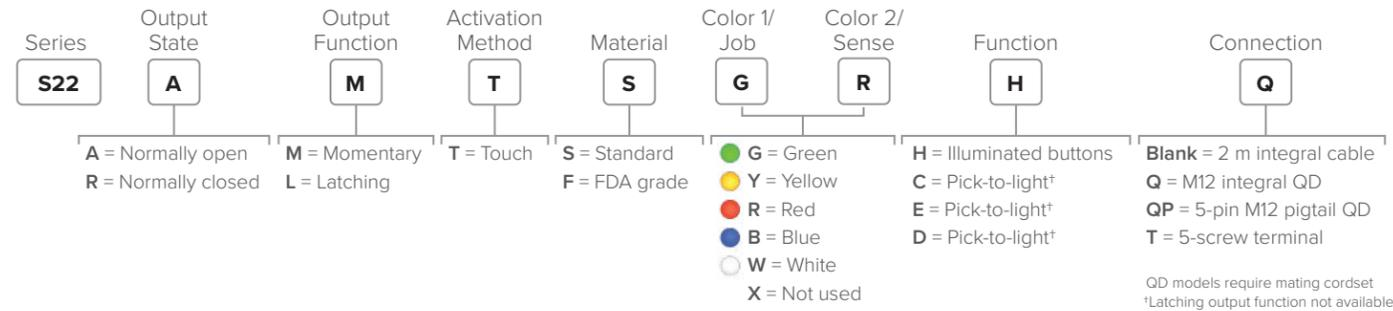 Series
Output
State
Output
Function
Activation
Method
Material
Color 1/
Job
Color 2/
Sense
Function
Connection
S22
A
M
T
S
G
R
H
Q
A = Normally open
R = Normally closed
M = Momentary
L = Latching
T = Touch
S = Standard
F = FDA grade
G = Green
Y = Yellow
R = Red
B = Blue
W = White
X = Not used
H = Illuminated buttons
C = Pick-to-light†
E = Pick-to-light†
D = Pick-to-light†
Blank = 2 m integral cable
Q = M12 integral QD
QP = 5-pin M12 pigtail QD
T = 5-screw terminal
QD models require mating cordset
†Latching output function not available